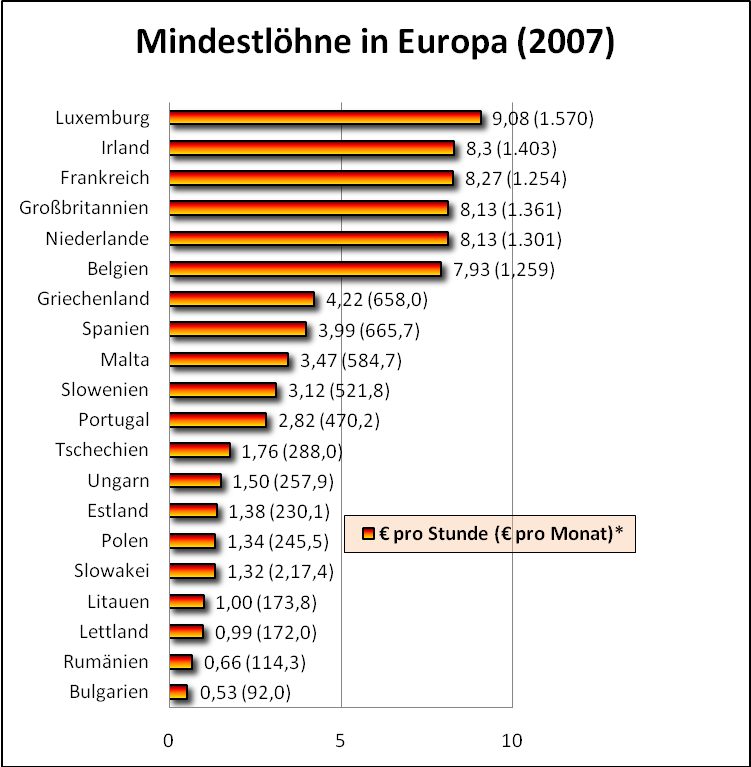 Mindestlöhne in Europa (2007)
Luxemburg 9,08 (1.570)
Irland 8,3 (1.403)
Frankreich 8,27 (1.254)
Großbritannien 8,13 (1.361)
Niederlande 8,13 (1.301)
Belgien 7,93 (1,259)
Griechenland 4,22 (658,0)
Spanien 3,99 (665,7)
Malta 3,47 (584,7)
Slowenien 3,12 (521,8)
Portugal 2,82 (470,2)
Tschechien 1,76 (288,0)
Ungarn 1,50 (257,9)
Estland 1,38 (230,1)
€ pro Stunde (€ pro Monat)*
Polen 1,34 (245,5)
Slowakei 1,32 (2,17,4)
Litauen 1,00 (173,8)
Lettland 0,99 (172,0)
Rumänien 0,66 (114,3)
Bulgarien 0,53 (92,0)
0 5 10